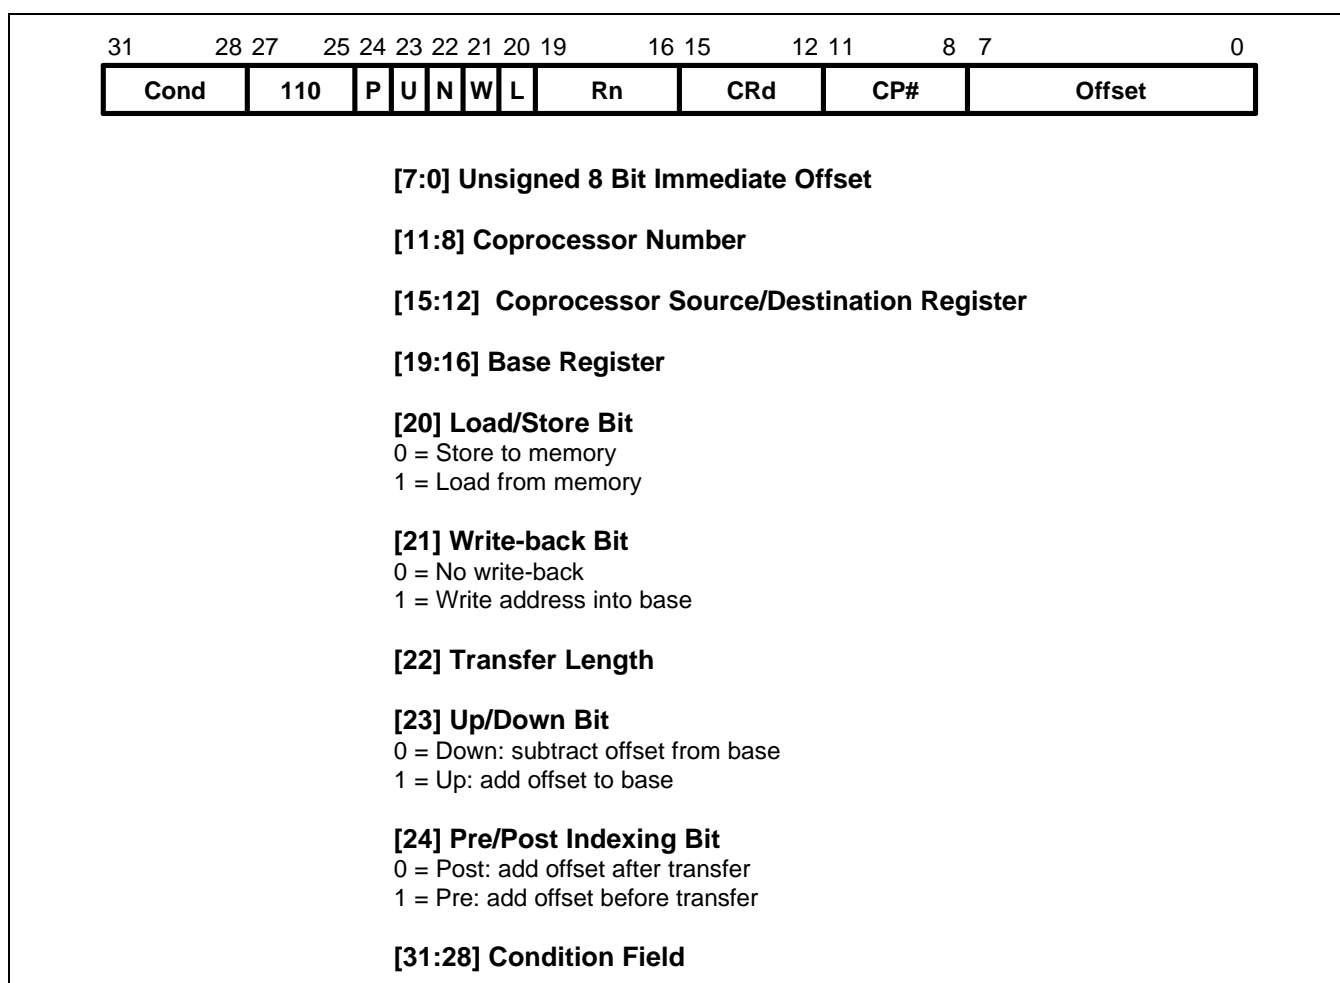 31 28 27 25 24 23 22 21 20 19 16 15 12 11 8 7 0
Cond 110 P U N W L Rn CRd CP# Offset
[7:0] Unsigned 8 Bit Immediate Offset
[11:8] Coprocessor Number
[15:12] Coprocessor Source/Destination Register
[19:16] Base Register
[20] Load/Store Bit
0 = Store to memory
1 = Load from memory
[21] Write-back Bit
0 = No write-back
1 = Write address into base
[22] Transfer Length
[23] Up/Down Bit
0 = Down: subtract offset from base
1 = Up: add offset to base
[24] Pre/Post Indexing Bit
0 = Post: add offset after transfer
1 = Pre: add offset before transfer
[31:28] Condition Field